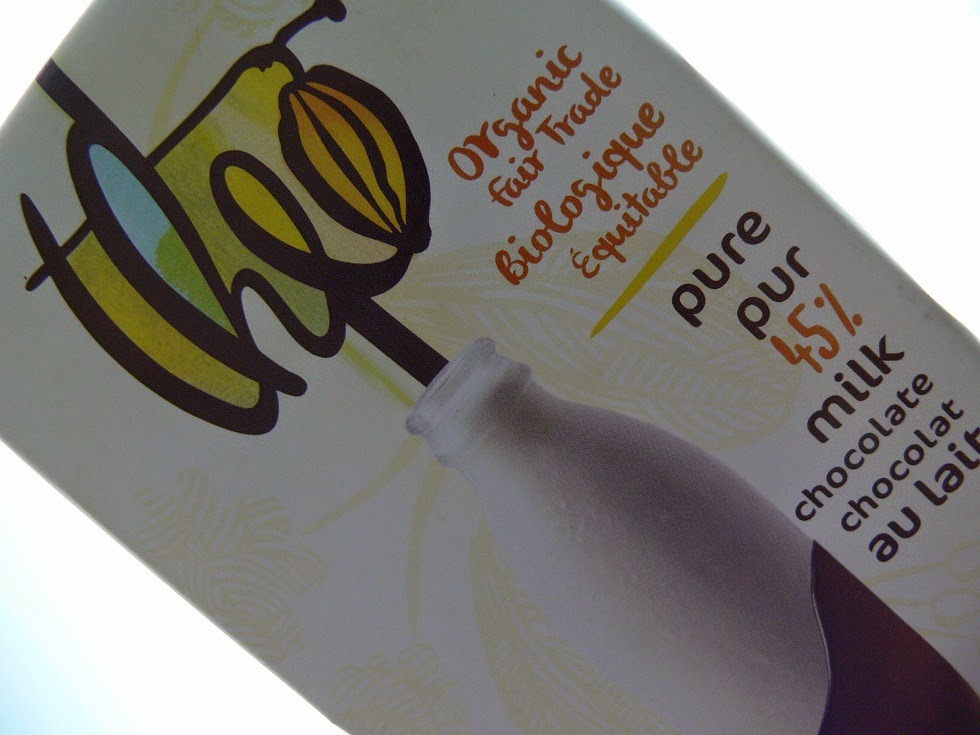 theo
Organic
Fair Trade
Biologique
Équitable
pure
pur
45%
milk
chocolate
chocolat
au lait